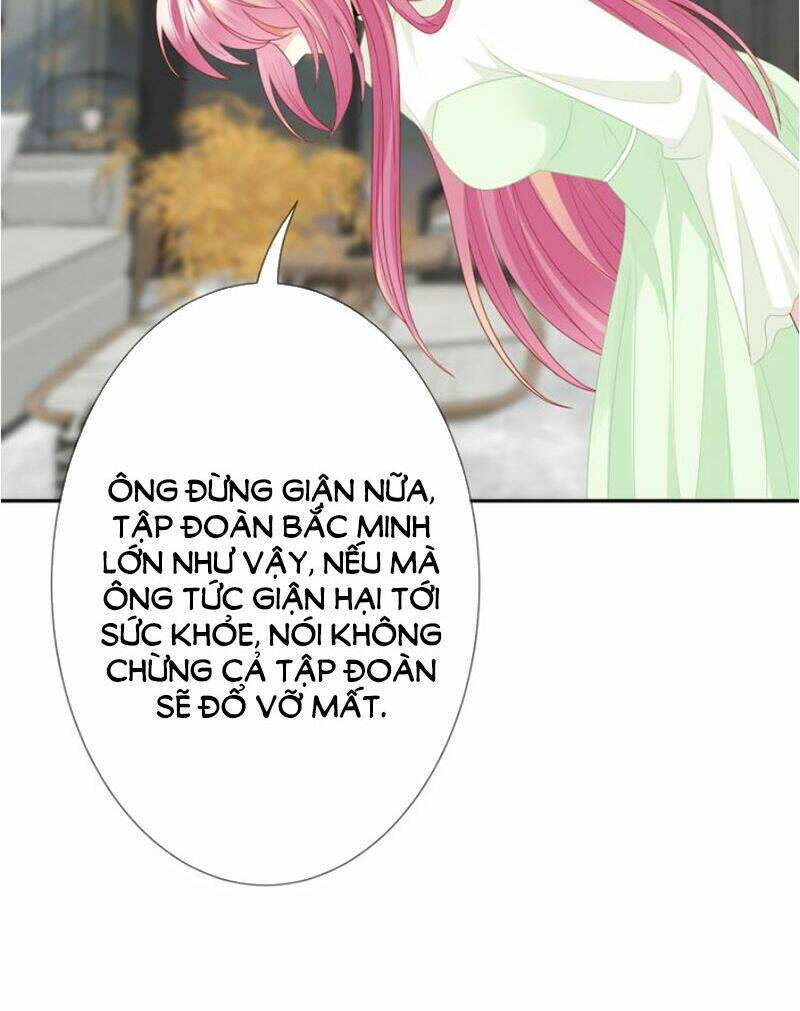 ÔNG ĐỪNG GIẬN NỮA,
TẬP ĐOÀN BẮC MINH
LỚN NHƯ VẬY, NẾU MÀ
ÔNG TỨC GIẬN HẠI TỚI
SỨC KHỎE, NÓI KHÔNG
CHỪNG CẢ TẬP ĐOÀN
SẼ ĐỔ VỠ MẤT.